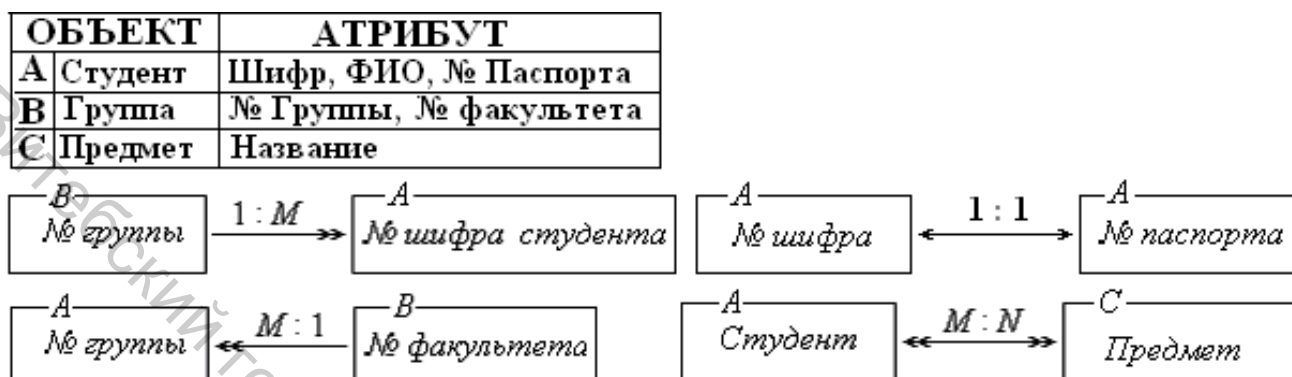 ОБЪЕКТ АТРИБУТ
А Студент Шифр, ФИО, № Паспорта
В Группа № Группы, № факультета
С Предмет Название
B 1 : M A A 1 : 1 A
№ группы № шифра студента № шифра № паспорта
A M : 1 B A M : N C
№ группы № факультета Студент Предмет
Витебский